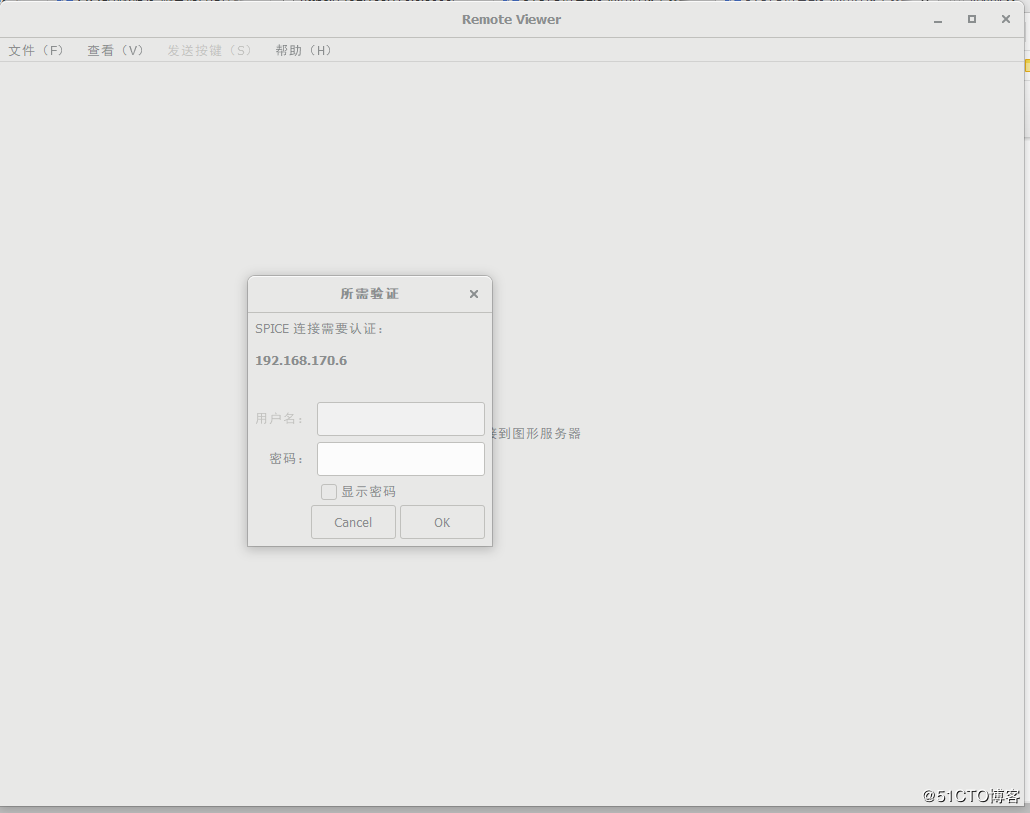 Remote Viewer
文件（F） 查看（V） 发送按键（S） 帮助（H）
所需验证
SPICE 连接需要认证：
192.168.170.6
用户名：
接到图形服务器
密码：
显示密码
Cancel OK
@51CTO博客